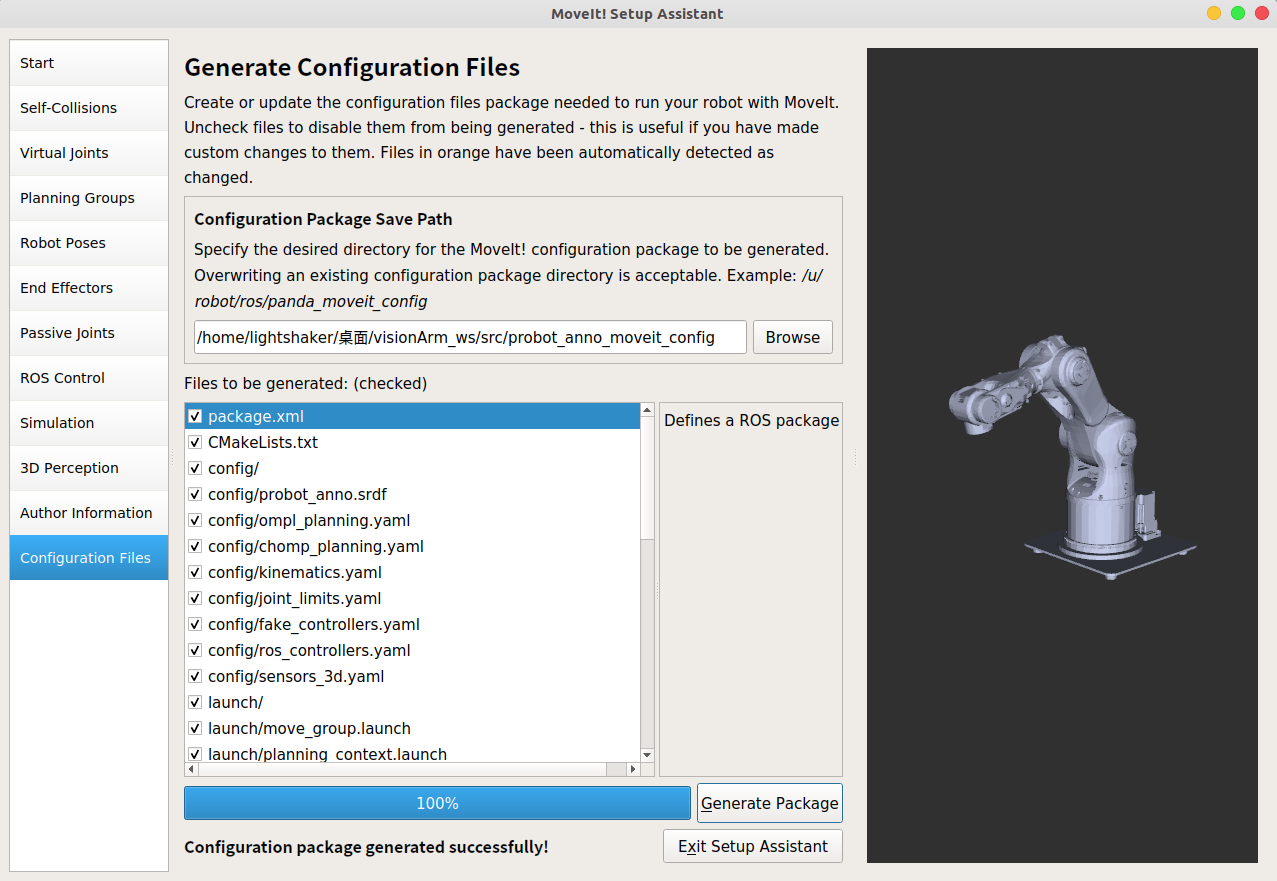 MoveIt! Setup Assistant
Start
Self-Collisions
Virtual Joints
Planning Groups
Robot Poses
End Effectors
Passive Joints
ROS Control
Simulation
3D Perception
Author Information
Configuration Files
Generate Configuration Files
Create or update the configuration files package needed to run your robot with MoveIt.
Uncheck files to disable them from being generated - this is useful if you have made
custom changes to them. Files in orange have been automatically detected as
changed.
Configuration Package Save Path
Specify the desired directory for the MoveIt! configuration package to be generated.
Overwriting an existing configuration package directory is acceptable. Example: /u/
robot/ros/panda_moveit_config
/home/lightshaker/桌面/visionArm_ws/src/probot_anno_moveit_config
Browse
Files to be generated: (checked)
package.xml
CMakeLists.txt
config/
config/probot_anno.srdf
config/ompl_planning.yaml
config/chomp_planning.yaml
config/kinematics.yaml
config/joint_limits.yaml
config/fake_controllers.yaml
config/ros_controllers.yaml
config/sensors_3d.yaml
launch/
launch/move_group.launch
launch/planning_context.launch
Defines a ROS package
100%
Generate Package
Configuration package generated successfully!
Exit Setup Assistant